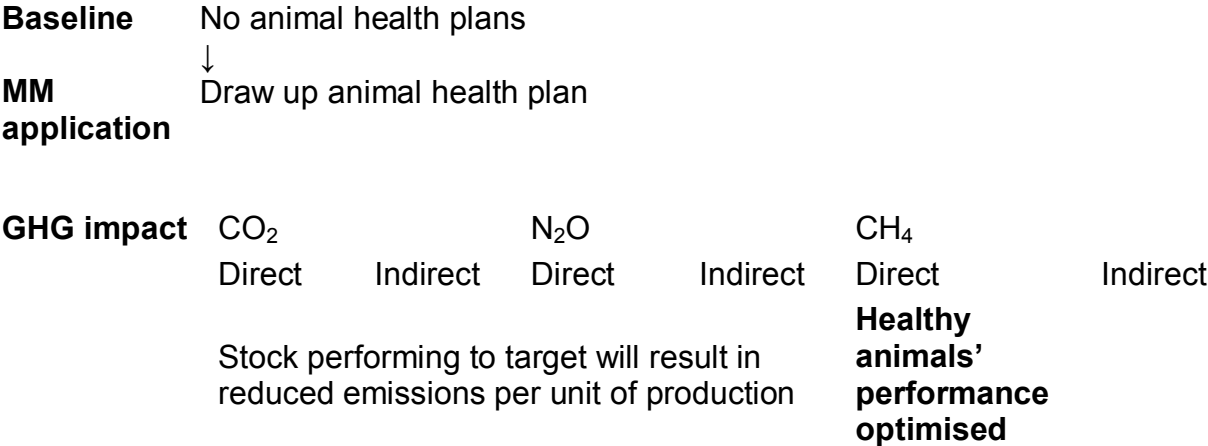 Baseline No animal health plans
↓
MM Draw up animal health plan
application
GHG impact CO₂ N₂O CH₄
Direct Indirect Direct Indirect Direct Indirect
Stock performing to target will result in
reduced emissions per unit of production
Healthy
animals’
performance
optimised